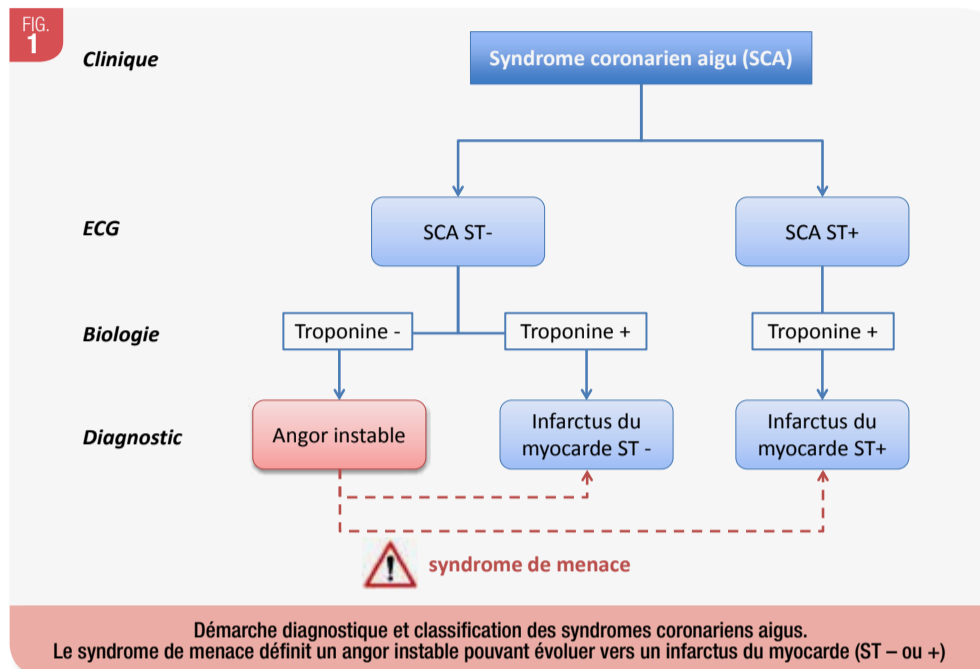 FIG.
1
Clinique
Syndrome coronarien aigu (SCA)
ECG
SCA ST-
SCA ST+
Biologie
Troponine -
Troponine +
Troponine +
Diagnostic
Angor instable
Infarctus du
myocarde ST -
Infarctus du
myocarde ST+
!
syndrome de menace
Démarche diagnostique et classification des syndromes coronariens aigus.
Le syndrome de menace définit un angor instable pouvant évoluer vers un infarctus du myocarde (ST – ou +)